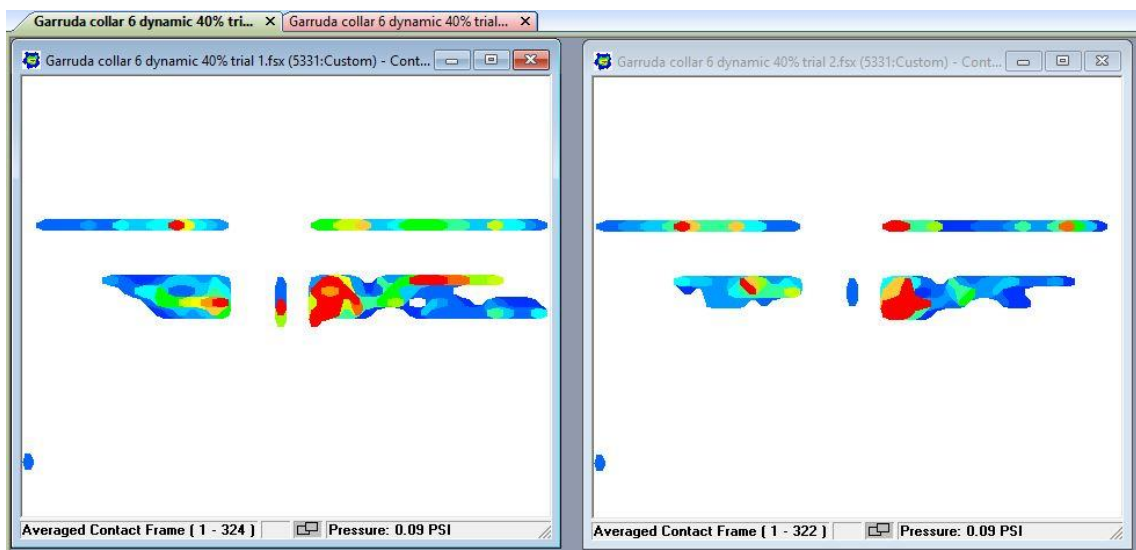 Garruda collar 6 dynamic 40% tri... X
Garruda collar 6 dynamic 40% trial... X
Garruda collar 6 dynamic 40% trial 1.fsx (5331:Custom) - Cont...
Garruda collar 6 dynamic 40% trial 2.fsx (5331:Custom) - Conc...
Averaged Contact Frame ( 1 - 324 ) Pressure: 0.09 PSI
Averaged Contact Frame ( 1 - 322 ) Pressure: 0.09 PSI